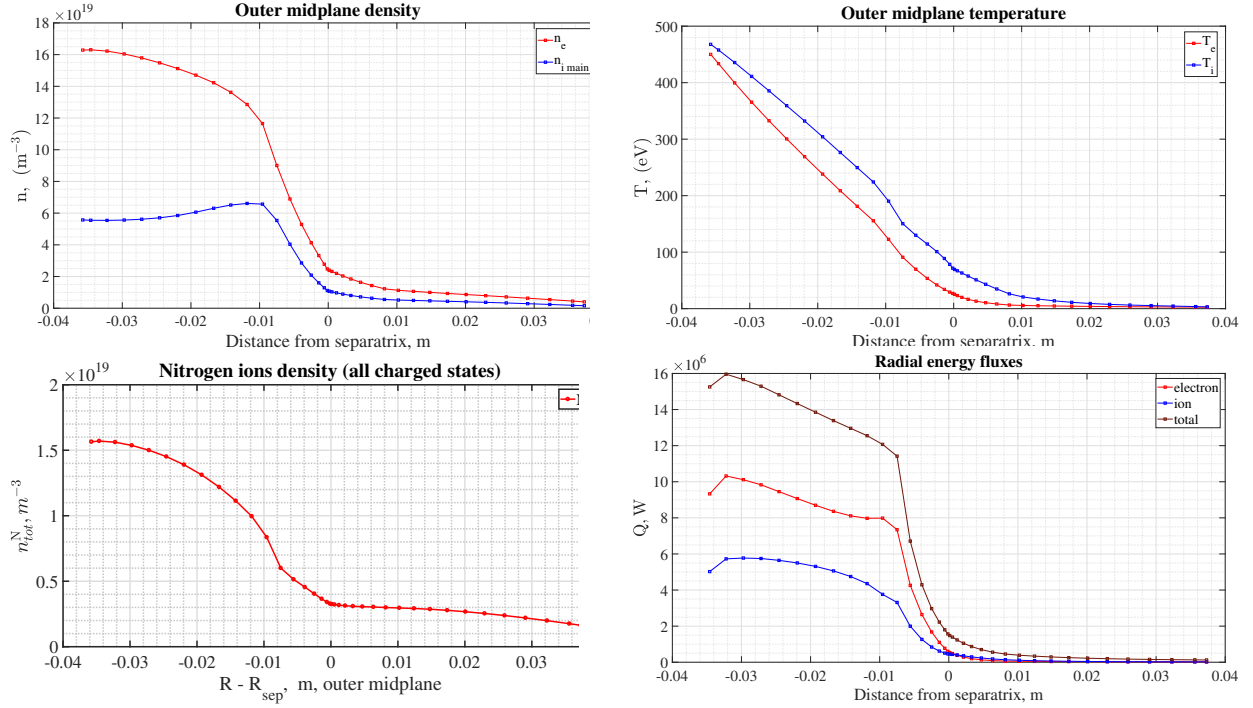 Outer midplane density
×10^19
18
16
14
12
10
8
6
4
2
0
n, (m^-3)
-0.04 -0.03 -0.02 -0.01 0 0.01 0.02 0.03
Distance from separatrix, m
n_e
n_i main
Outer midplane temperature
500
400
300
200
100
0
T, (eV)
-0.04 -0.03 -0.02 -0.01 0 0.01 0.02 0.03 0.04
Distance from separatrix, m
T_e
T_i
Nitrogen ions density (all charged states)
×10^19
2
1.5
1
0.5
0
n_tot^N, m^-3
-0.04 -0.03 -0.02 -0.01 0 0.01 0.02 0.03
R - R_sep, m, outer midplane
Radial energy fluxes
×10^6
16
14
12
10
8
6
4
2
0
Q, W
-0.04 -0.03 -0.02 -0.01 0 0.01 0.02 0.03 0.04
Distance from separatrix, m
electron
ion
total